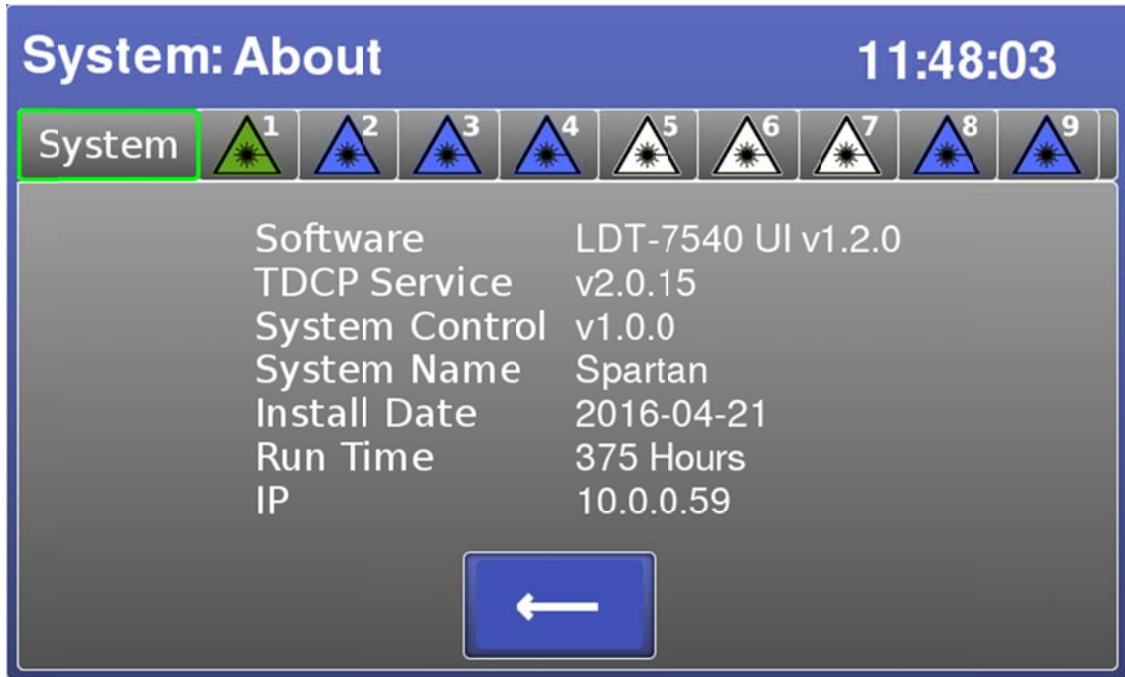 System: About 11:48:03
System 1 2 3 4 5 6 7 8 9
Software LDT-7540 UI v1.2.0
TDCP Service v2.0.15
System Control v1.0.0
System Name Spartan
Install Date 2016-04-21
Run Time 375 Hours
IP 10.0.0.59